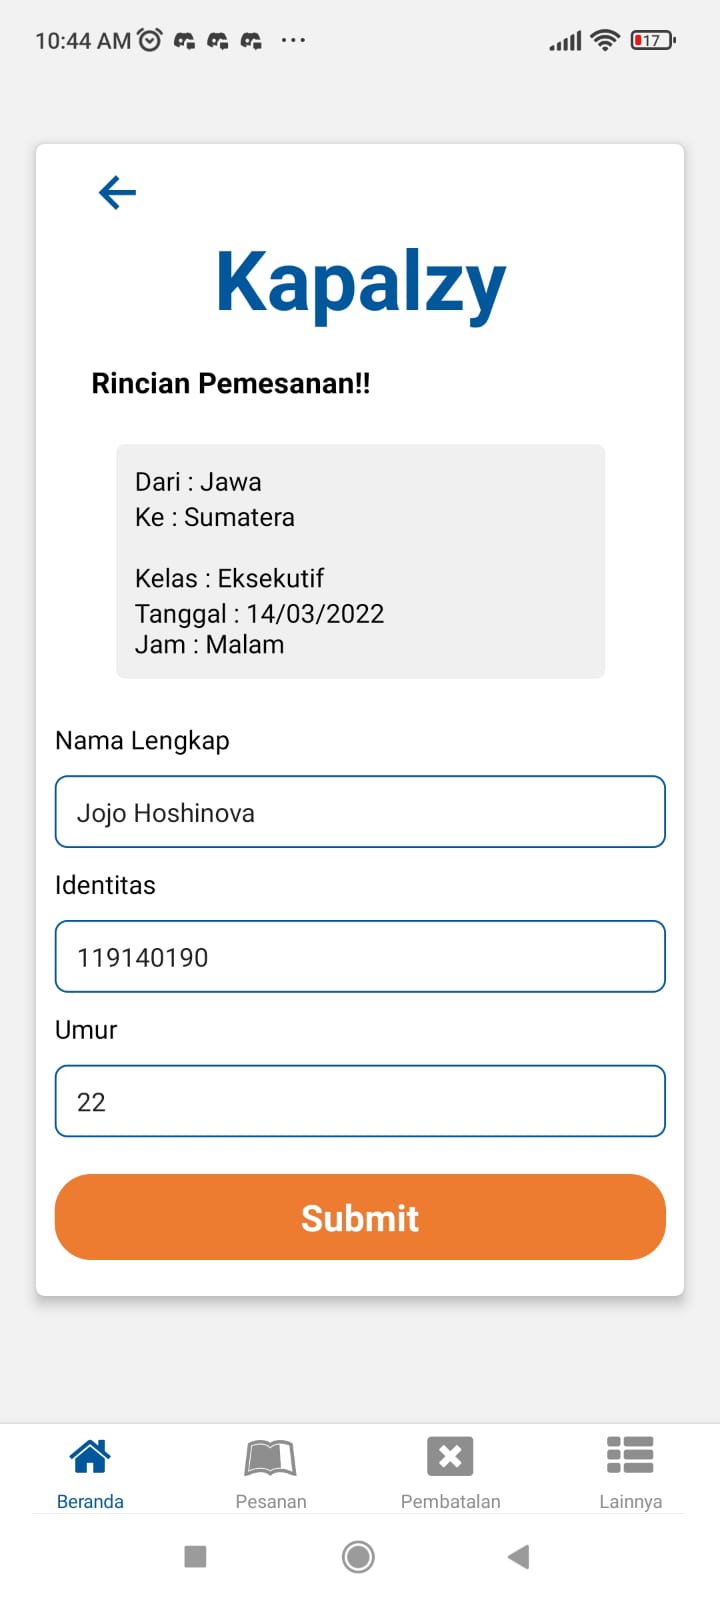 10:44 AM
17
Kapalzy
Rincian Pemesanan!!
Dari : Jawa
Ke : Sumatera
Kelas : Eksekutif
Tanggal : 14/03/2022
Jam : Malam
Nama Lengkap
Jojo Hoshinova
Identitas
119140190
Umur
22
Submit
Beranda
Pesanan
Pembatalan
Lainnya